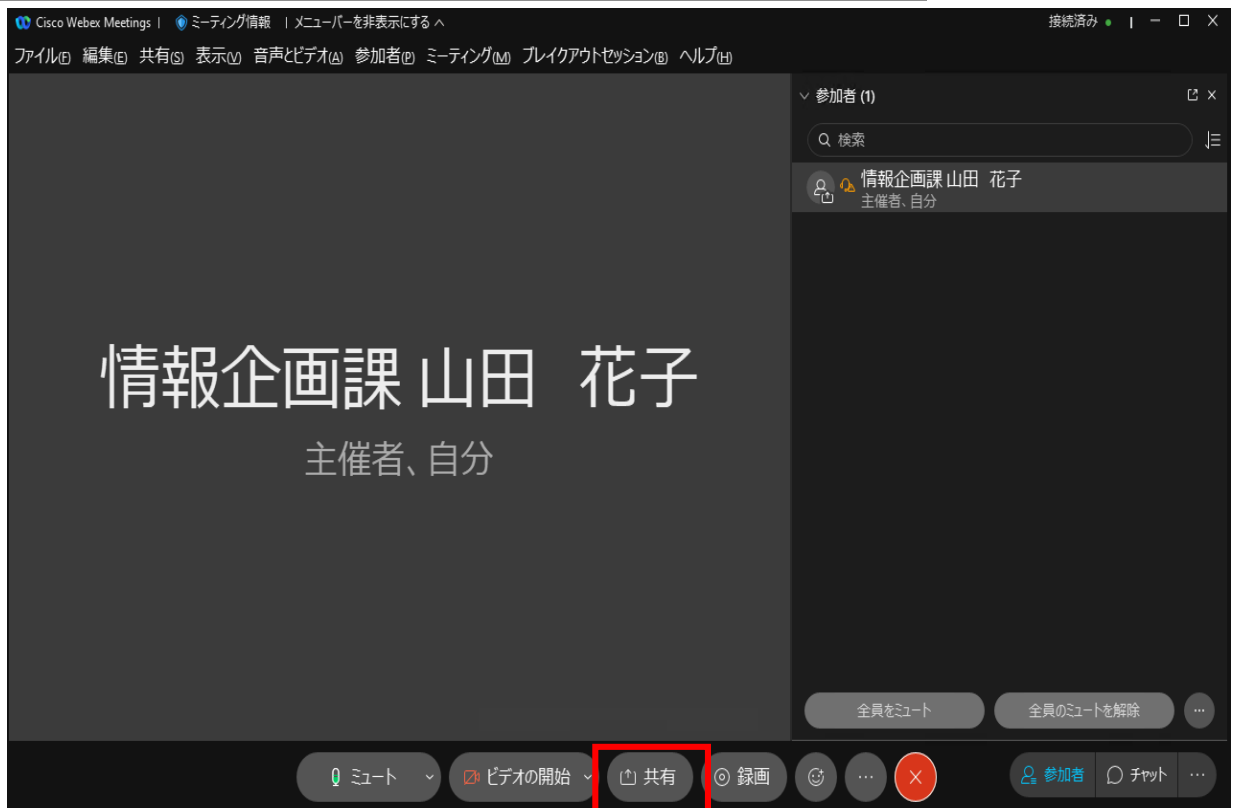 Cisco Webex Meetings | ミーティング情報 | メニューバーを非表示にする
接続済み
ファイル(F) 編集(E) 共有(S) 表示(V) 音声とビデオ(A) 参加者(P) ミーティング(M) ブレイクアウトセッション(B) ヘルプ(H)
参加者 (1)
検索
情報企画課 山田 花子
主催者、自分
情報企画課 山田 花子
主催者、自分
全員をミュート 全員のミュートを解除
ミュート ビデオの開始 共有 録画 参加者 チャット